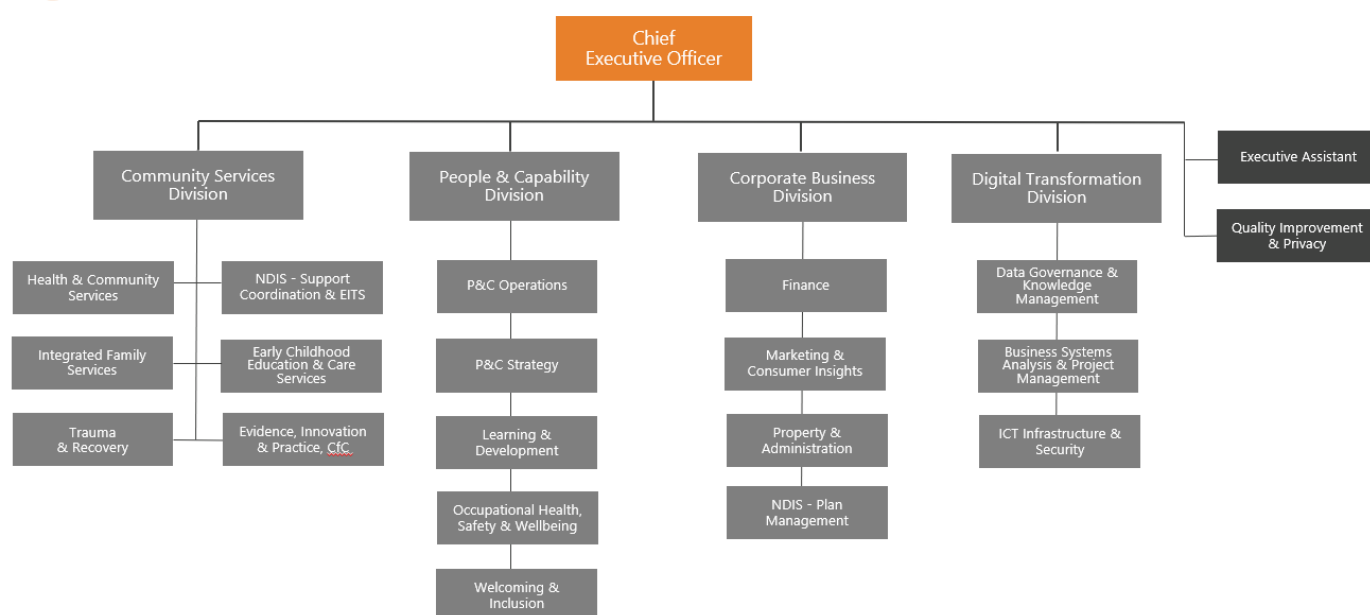 Chief
Executive Officer
Community Services
Division
People & Capability
Division
Corporate Business
Division
Digital Transformation
Division
Executive Assistant
Quality Improvement
& Privacy
Health & Community
Services
NDIS - Support
Coordination & EITS
Integrated Family
Services
Early Childhood
Education & Care
Services
Trauma
& Recovery
Evidence, Innovation
& Practice, CfC
P&C Operations
P&C Strategy
Learning &
Development
Occupational Health,
Safety & Wellbeing
Welcoming &
Inclusion
Finance
Marketing &
Consumer Insights
Property &
Administration
NDIS - Plan
Management
Data Governance &
Knowledge
Management
Business Systems
Analysis & Project
Management
ICT Infrastructure &
Security